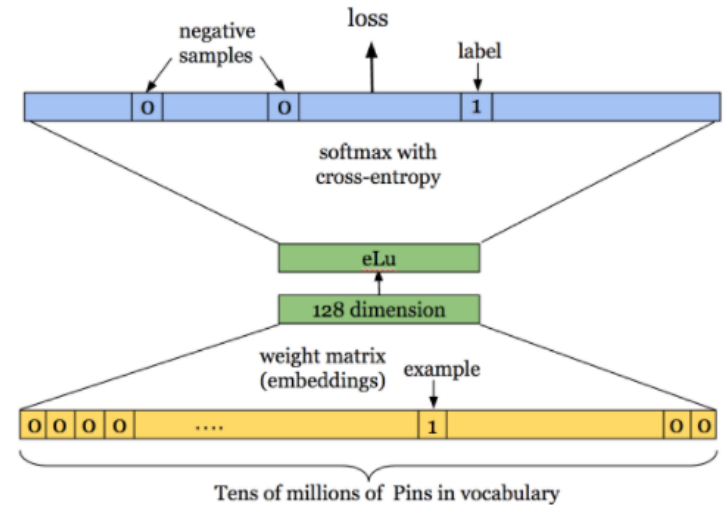 loss
negative
samples
label
0 0 1
softmax with
cross-entropy
eLu
128 dimension
weight matrix
(embeddings)
example
0 0 0 0 .... 1 0 0
Tens of millions of Pins in vocabulary